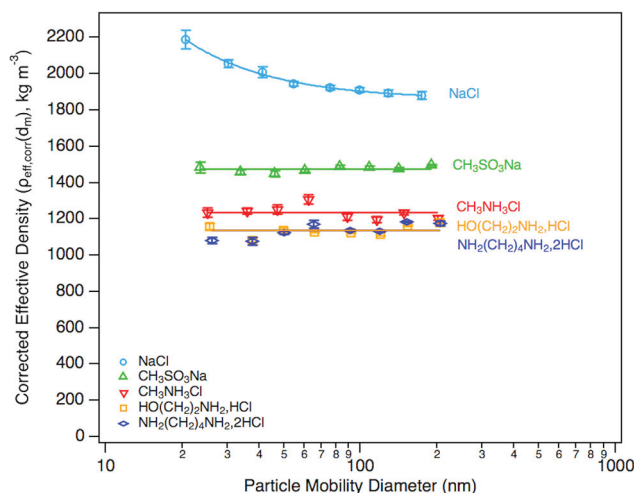 2200
2000
1800
1600
1400
1200
1000
800
600
400
200
0
Corrected Effective Density (ρeff,corr(dm), kg m-3)
NaCl
CH3SO3Na
CH3NH3Cl
HO(CH2)2NH2,HCl
NH2(CH2)4NH2,2HCl
NaCl
CH3SO3Na
CH3NH3Cl
HO(CH2)2NH2,HCl
NH2(CH2)4NH2,2HCl
10 2 3 4 5 6 7 8 9 100 2 3 4 5 6 7 8 9 1000
Particle Mobility Diameter (nm)